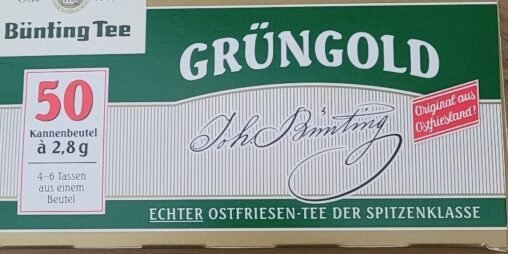 Bünting Tee
GRÜNGOLD
50
Kannenbeutel
à 2,8 g
4–6 Tassen
aus einem
Beutel
Joh Bünting
Original aus
Ostfriesland!
ECHTER OSTFRIESEN-TEE DER SPITZENKLASSE